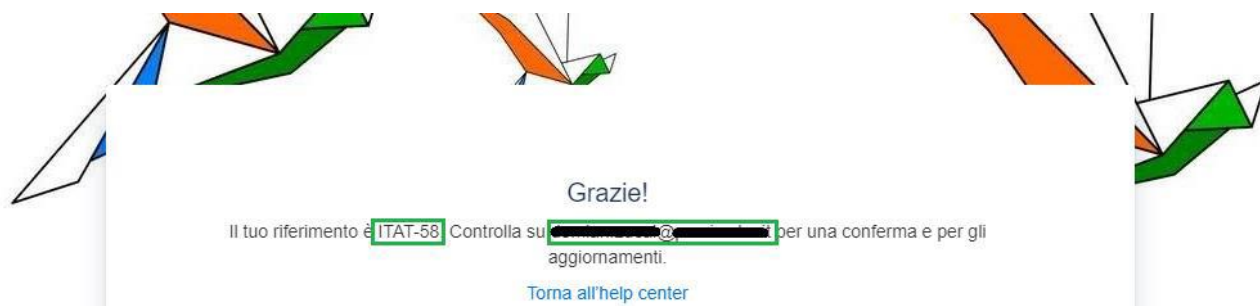 Grazie!
Il tuo riferimento è ITAT-58 Controlla su @ per una conferma e per gli
aggiornamenti.
Torna all'help center